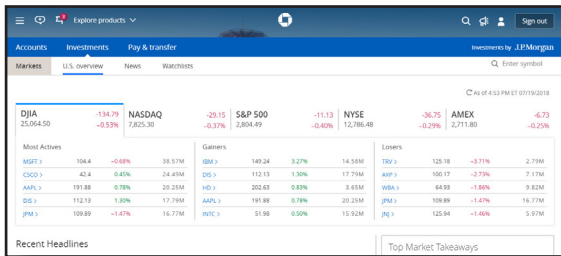 Explore products Sign out
Accounts Investments Pay & transfer Investments by J.P.Morgan
Markets U.S. overview News Watchlists Enter symbol
As of 4:53 PM ET 07/19/2018
DJIA -134.79 NASDAQ -29.15 S&P 500 -11.13 NYSE -36.75 AMEX -6.73
25,064.50 -0.53% 7,825.30 -0.37% 2,804.49 -0.40% 12,786.48 -0.29% 2,711.80 -0.25%
Most Actives Gainers Losers
MSFT > 104.4 -0.68% 38.57M IBM > 149.24 3.27% 14.58M TRV > 125.18 -3.71% 2.79M
CSCO > 42.4 0.45% 24.49M DIS > 112.13 1.30% 17.79M AXP > 100.17 -2.73% 7.17M
AAPL > 191.88 0.78% 20.25M HD > 202.63 0.83% 3.65M WBA > 64.93 -1.86% 9.82M
DIS > 112.13 1.30% 17.79M AAPL > 191.88 0.78% 20.25M JPM > 109.89 -1.47% 16.77M
JPM > 109.89 -1.47% 16.77M INTC > 51.98 0.50% 15.92M JNJ > 125.94 -1.46% 5.97M
Recent Headlines Top Market Takeaways